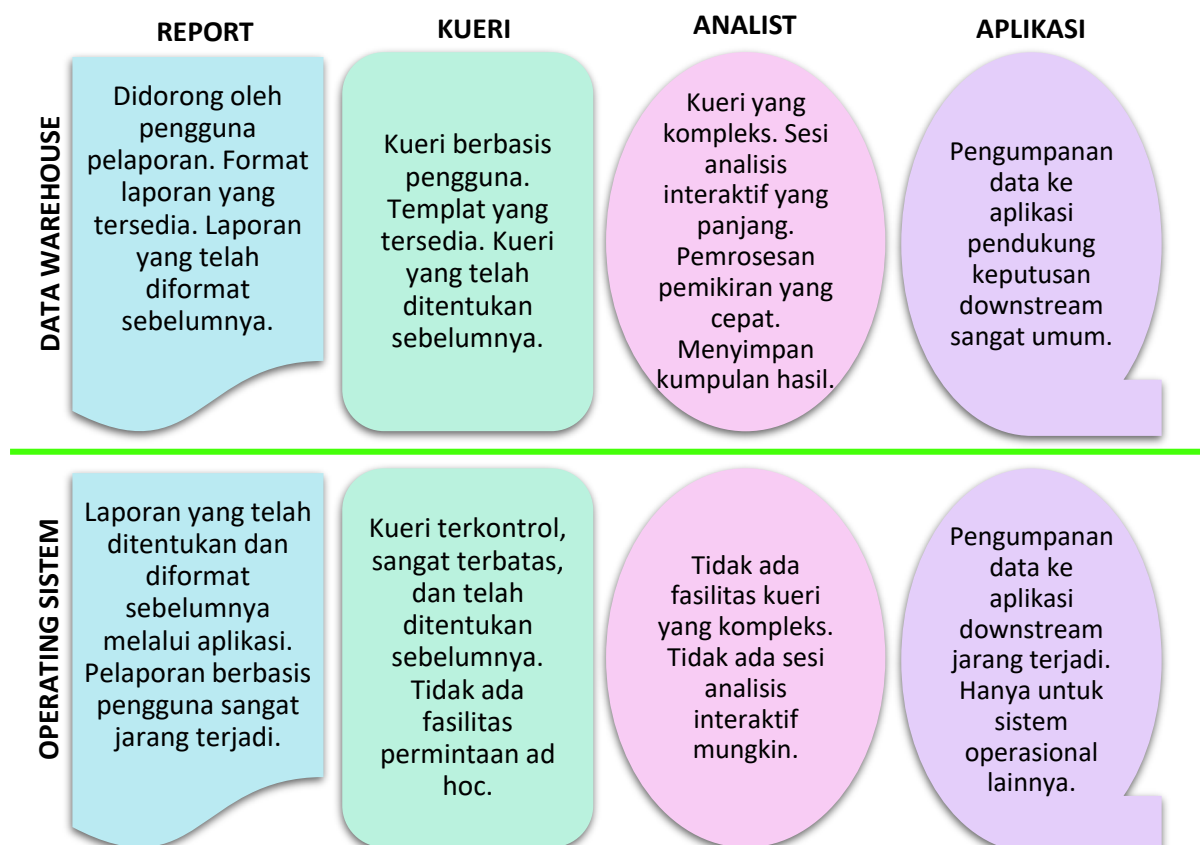 REPORT
KUERI
ANALIST
APLIKASI
DATA WAREHOUSE
Didorong oleh
pengguna
pelaporan. Format
laporan yang
tersedia. Laporan
yang telah
diformat
sebelumnya.
Kueri berbasis
pengguna.
Templat yang
tersedia. Kueri
yang telah
ditentukan
sebelumnya.
Kueri yang
kompleks. Sesi
analisis
interaktif yang
panjang.
Pemrosesan
pemikiran yang
cepat.
Menyimpan
kumpulan hasil.
Pengumpanan
data ke
aplikasi
pendukung
keputusan
downstream
sangat umum.
OPERATING SISTEM
Laporan yang telah
ditentukan dan
diformat
sebelumnya
melalui aplikasi.
Pelaporan berbasis
pengguna sangat
jarang terjadi.
Kueri terkontrol,
sangat terbatas,
dan telah
ditentukan
sebelumnya.
Tidak ada
fasilitas
permintaan ad
hoc.
Tidak ada
fasilitas kueri
yang kompleks.
Tidak ada sesi
analisis
interaktif
mungkin.
Pengumpanan
data ke
aplikasi
downstream
jarang terjadi.
Hanya untuk
sistem
operasional
lainnya.